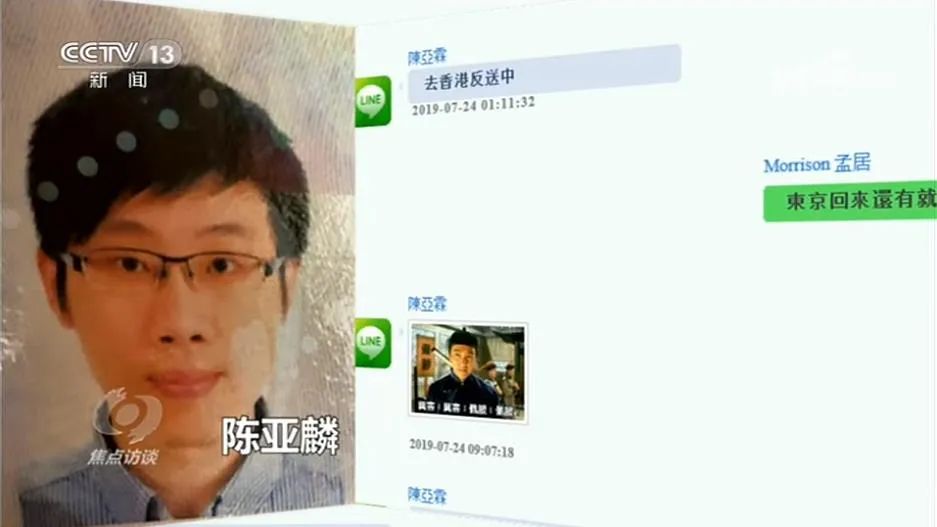 CCTV 13
新闻
陳亞霖
去香港反送中
LINE
2019-07-24 01:11:32
Morrison 孟居
東京回來還有就
陳亞霖
LINE
2019-07-24 09:07:18
陳亞霖
陈亚麟
焦点访谈